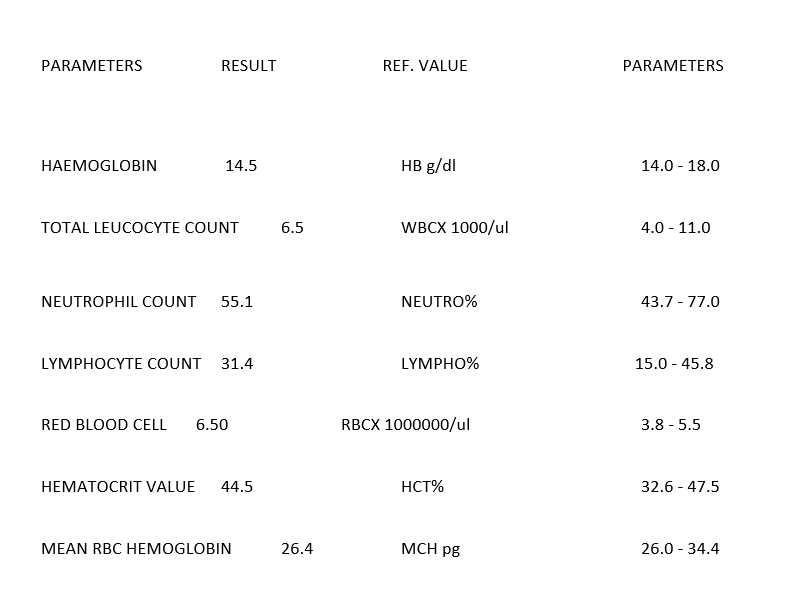 PARAMETERS RESULT REF. VALUE PARAMETERS
HAEMOGLOBIN 14.5 HB g/dl 14.0 - 18.0
TOTAL LEUCOCYTE COUNT 6.5 WBCX 1000/ul 4.0 - 11.0
NEUTROPHIL COUNT 55.1 NEUTRO% 43.7 - 77.0
LYMPHOCYTE COUNT 31.4 LYMPHO% 15.0 - 45.8
RED BLOOD CELL 6.50 RBCX 1000000/ul 3.8 - 5.5
HEMATOCRIT VALUE 44.5 HCT% 32.6 - 47.5
MEAN RBC HEMOGLOBIN 26.4 MCH pg 26.0 - 34.4